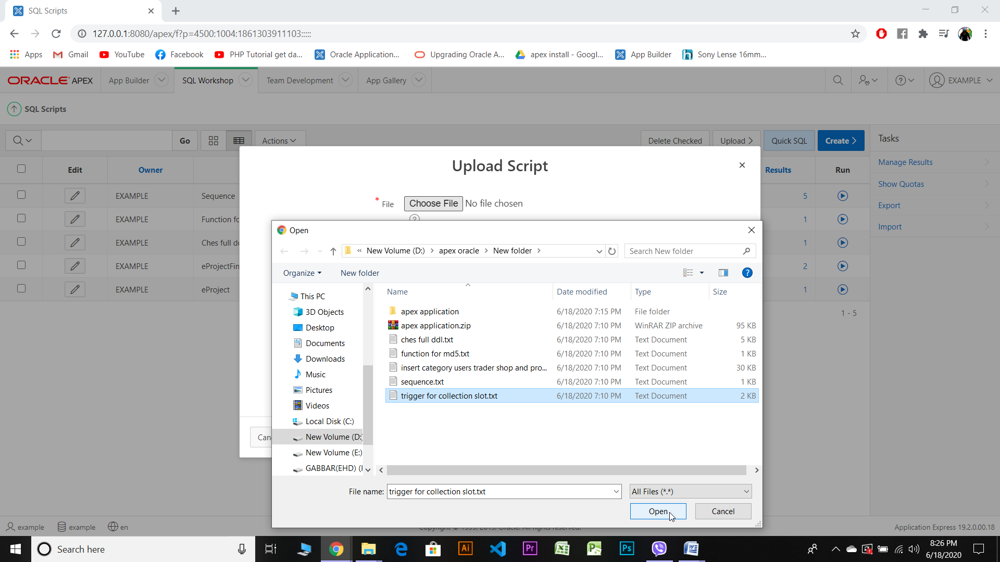 SQL Scripts
127.0.0.1:8080/apex/f?p=4500:1004:1861303911103:::::
Apps Gmail YouTube Facebook PHP Tutorial get da... Oracle Application... Upgrading Oracle A... apex install - Googl... App Builder Sony Lense 16mm...
ORACLE APEX App Builder SQL Workshop Team Development App Gallery EXAMPLE
SQL Scripts
Go Actions Delete Checked Upload Quick SQL Create Tasks
Upload Script
Edit Owner Results Run
Manage Results
Show Quotas
Export
Import
EXAMPLE Sequence 5
EXAMPLE Function fo 1
EXAMPLE Ches full d 1
EXAMPLE eProjectFin 2
EXAMPLE eProject 1
1 - 5
* File Choose File No file chosen
Can
Open
« New Volume (D:) apex oracle New folder Search New folder
Organize New folder
This PC
3D Objects
Desktop
Documents
Downloads
Music
Pictures
Videos
Local Disk (C:)
New Volume (D:
New Volume (E:)
GABBAR(EHD) (
Name Date modified Type Size
apex application 6/18/2020 7:15 PM File folder
apex application.zip 6/18/2020 7:10 PM WinRAR ZIP archive 95 KB
ches full ddl.txt 6/18/2020 7:10 PM Text Document 5 KB
function for md5.txt 6/18/2020 7:10 PM Text Document 1 KB
insert category users trader shop and pro... 6/18/2020 7:10 PM Text Document 30 KB
sequence.txt 6/18/2020 7:10 PM Text Document 1 KB
trigger for collection slot.txt 6/18/2020 7:10 PM Text Document 2 KB
File name: trigger for collection slot.txt All Files (*.*)
Open Cancel
example example en Application Express 19.2.0.00.18
Search here
Ai Pr Ps
8:26 PM
6/18/2020